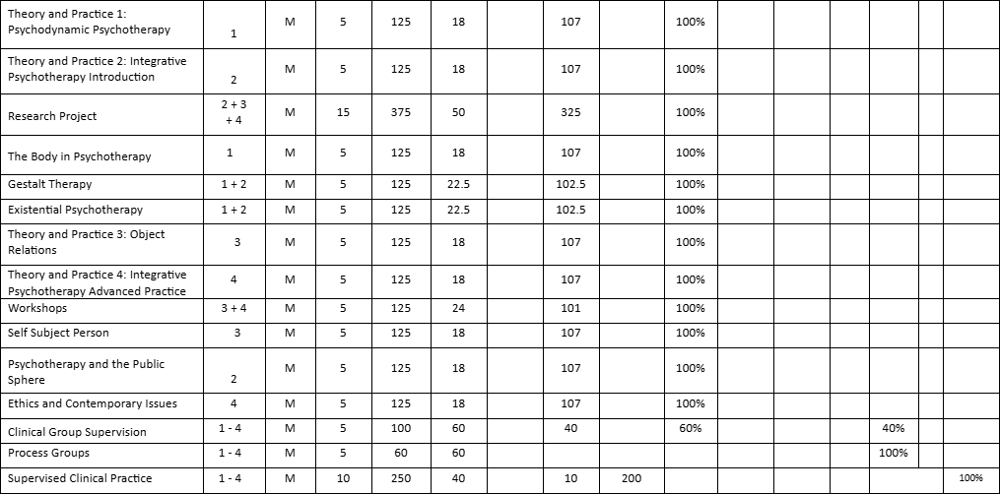 Theory and Practice 1:
Psychodynamic Psychotherapy 1 M 5 125 18 107 100%
Theory and Practice 2: Integrative
Psychotherapy Introduction 2 M 5 125 18 107 100%
Research Project 2 + 3
+ 4 M 15 375 50 325 100%
The Body in Psychotherapy 1 M 5 125 18 107 100%
Gestalt Therapy 1 + 2 M 5 125 22.5 102.5 100%
Existential Psychotherapy 1 + 2 M 5 125 22.5 102.5 100%
Theory and Practice 3: Object
Relations 3 M 5 125 18 107 100%
Theory and Practice 4: Integrative
Psychotherapy Advanced Practice 4 M 5 125 18 107 100%
Workshops 3 + 4 M 5 125 24 101 100%
Self Subject Person 3 M 5 125 18 107 100%
Psychotherapy and the Public
Sphere 2 M 5 125 18 107 100%
Ethics and Contemporary Issues 4 M 5 125 18 107 100%
Clinical Group Supervision 1 - 4 M 5 100 60 40 60% 40%
Process Groups 1 - 4 M 5 60 60 100%
Supervised Clinical Practice 1 - 4 M 10 250 40 10 200 100%